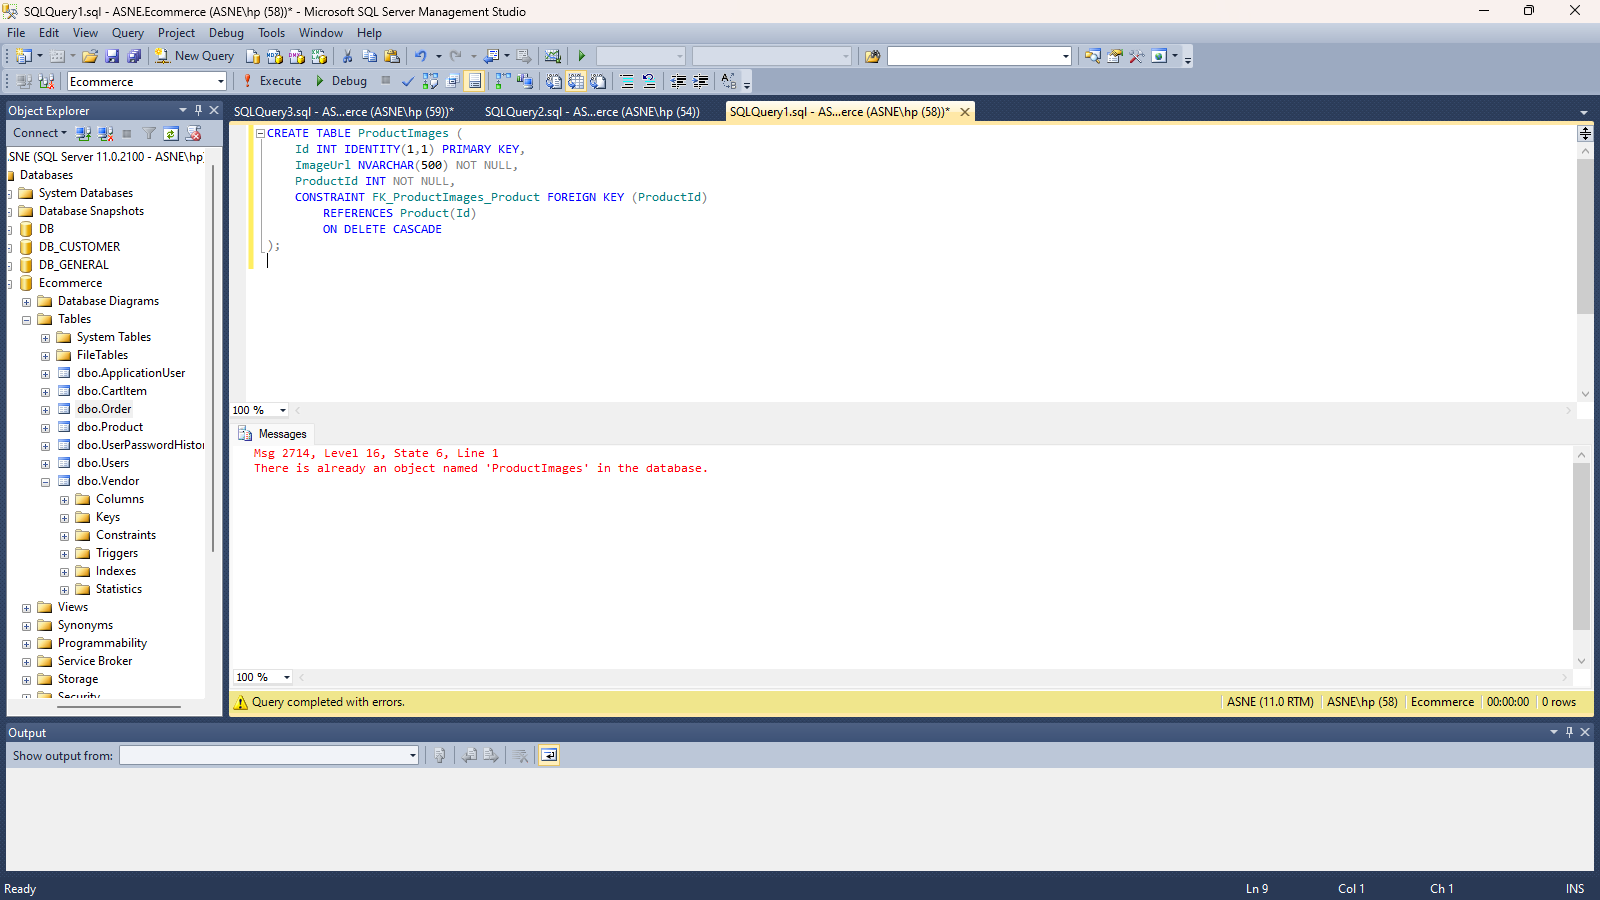 SQLQuery1.sql - ASNE.Ecommerce (ASNE\hp (58))* - Microsoft SQL Server Management Studio
File Edit View Query Project Debug Tools Window Help
New Query
Ecommerce Execute Debug
Object Explorer
Connect
.SNE (SQL Server 11.0.2100 - ASNE\hp
Databases
System Databases
Database Snapshots
DB
DB_CUSTOMER
DB_GENERAL
Ecommerce
Database Diagrams
Tables
System Tables
FileTables
dbo.ApplicationUser
dbo.CartItem
dbo.Order
dbo.Product
dbo.UserPasswordHistor
dbo.Users
dbo.Vendor
Columns
Keys
Constraints
Triggers
Indexes
Statistics
Views
Synonyms
Programmability
Service Broker
Storage
Security
SQLQuery3.sql - AS...erce (ASNE\hp (59))* SQLQuery2.sql - AS...erce (ASNE\hp (54)) SQLQuery1.sql - AS...erce (ASNE\hp (58))*
CREATE TABLE ProductImages (
Id INT IDENTITY(1,1) PRIMARY KEY,
ImageUrl NVARCHAR(500) NOT NULL,
ProductId INT NOT NULL,
CONSTRAINT FK_ProductImages_Product FOREIGN KEY (ProductId)
REFERENCES Product(Id)
ON DELETE CASCADE
);
100 %
Messages
Msg 2714, Level 16, State 6, Line 1
There is already an object named 'ProductImages' in the database.
100 %
Query completed with errors. ASNE (11.0 RTM) ASNE\hp (58) Ecommerce 00:00:00 0 rows
Output
Show output from:
Ready Ln 9 Col 1 Ch 1 INS